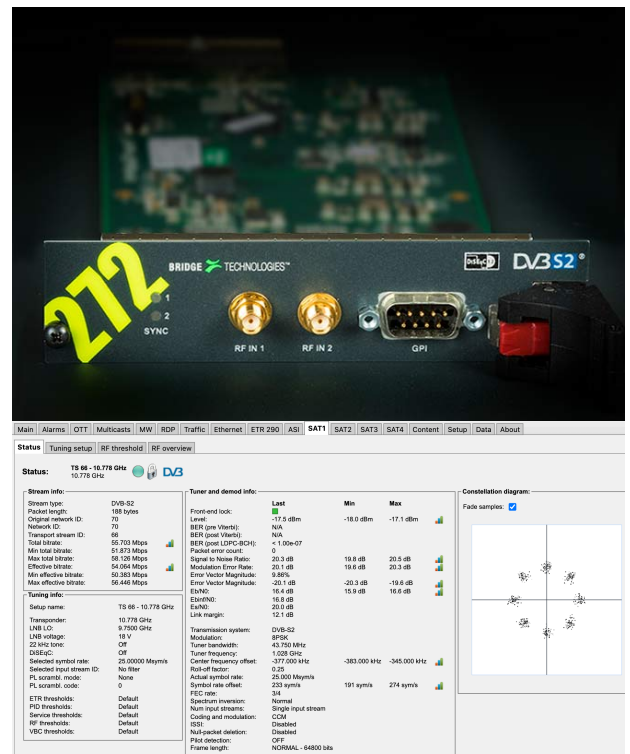 272
BRIDGE TECHNOLOGIES™
DiSEqC
DVB S2®
1
2
SYNC
RF IN 1
RF IN 2
GPI
Main Alarms OTT Multicasts MW RDP Traffic Ethernet ETR 290 ASI SAT1 SAT2 SAT3 SAT4 Content Setup Data About
Status Tuning setup RF threshold RF overview
Status: TS 66 - 10.778 GHz
10.778 GHz
DVB
Stream info:
Stream type: DVB-S2
Packet length: 188 bytes
Original network ID: 70
Network ID: 70
Transport stream ID: 66
Total bitrate: 55.703 Mbps
Min total bitrate: 51.873 Mbps
Max total bitrate: 58.126 Mbps
Effective bitrate: 54.064 Mbps
Min effective bitrate: 50.383 Mbps
Max effective bitrate: 56.446 Mbps
Tuning info:
Setup name: TS 66 - 10.778 GHz
Transponder: 10.778 GHz
LNB LO: 9.7500 GHz
LNB voltage: 18 V
22 kHz tone: Off
DiSEqC: Off
Selected symbol rate: 25.00000 Msym/s
Selected input stream ID: No filter
PL scrambl. mode: None
PL scrambl. code: 0
ETR thresholds: Default
PID thresholds: Default
Service thresholds: Default
RF thresholds: Default
VBC thresholds: Default
Tuner and demod info:
Last Min Max
Front-end lock:
Level: -17.5 dBm -18.0 dBm -17.1 dBm
BER (pre Viterbi): N/A
BER (post Viterbi): N/A
BER (post LDPC-BCH): < 1.00e-07
Packet error count: 0
Signal to Noise Ratio: 20.3 dB 19.8 dB 20.5 dB
Modulation Error Rate: 20.1 dB 19.6 dB 20.3 dB
Error Vector Magnitude: 9.86%
Error Vector Magnitude: -20.1 dB -20.3 dB -19.6 dB
Eb/N0: 16.4 dB 15.9 dB 16.6 dB
Ebinf/N0: 16.8 dB
Es/N0: 20.0 dB
Link margin: 12.1 dB
Transmission system: DVB-S2
Modulation: 8PSK
Tuner bandwidth: 43.750 MHz
Tuner frequency: 1.028 GHz
Center frequency offset: -377.000 kHz -383.000 kHz -345.000 kHz
Roll-off factor: 0.25
Actual symbol rate: 25.000 Msym/s
Symbol rate offset: 233 sym/s 191 sym/s 274 sym/s
FEC rate: 3/4
Spectrum inversion: Normal
Num input streams: Single input stream
Coding and modulation: CCM
ISSI: Disabled
Null-packet deletion: Disabled
Pilot detection: OFF
Frame length: NORMAL - 64800 bits
Constellation diagram:
Fade samples: